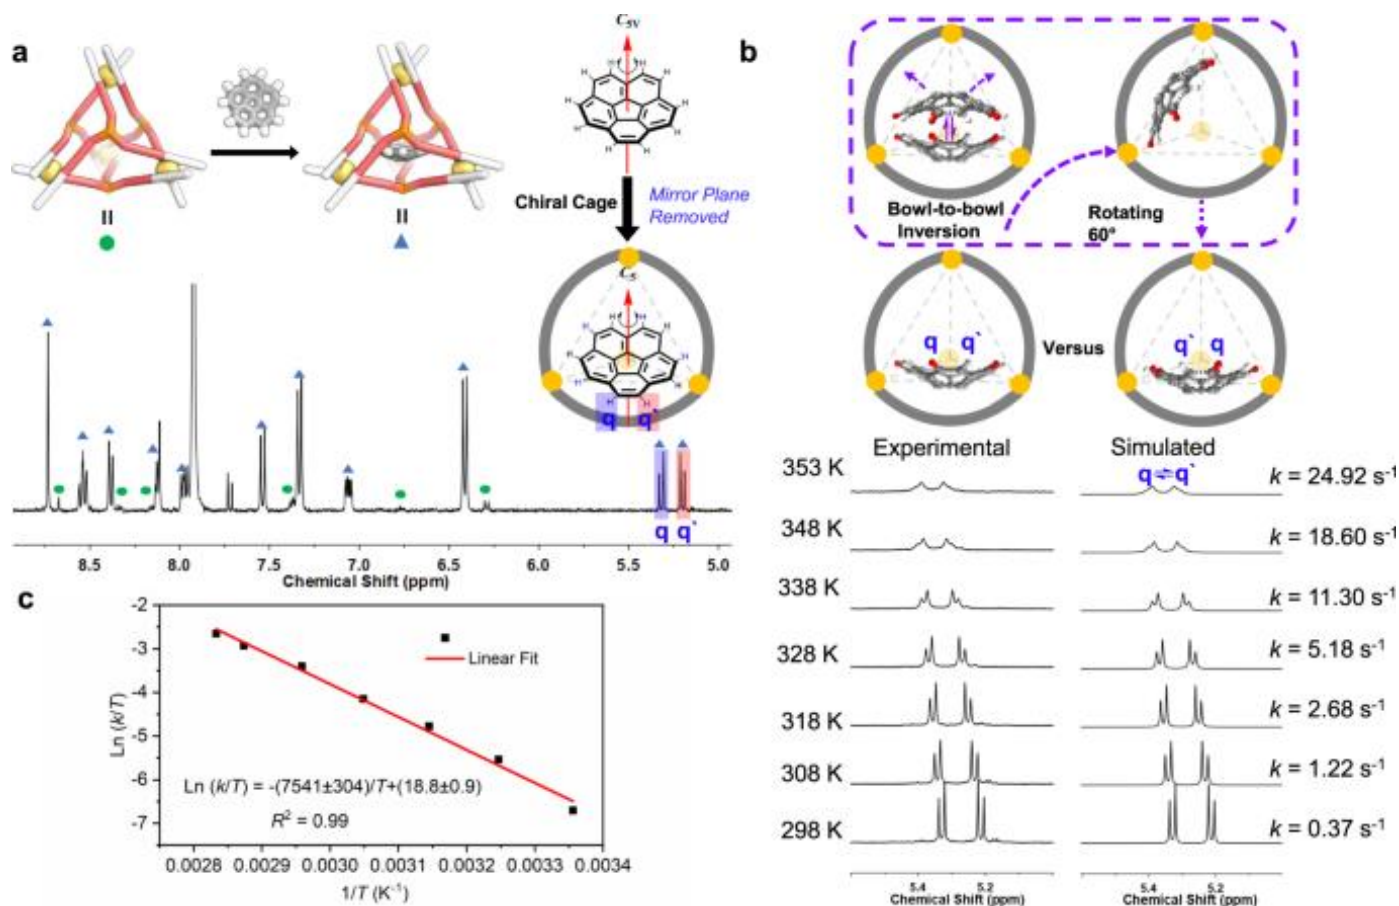 a
II
II
C5V
H H
H H
H H
H H
H H
Chiral Cage
Mirror Plane
Removed
C5
H H
H H
H H
H H
H H
q q`
q q`
8.5 8.0 7.5 7.0 6.5 6.0 5.5 5.0
Chemical Shift (ppm)
b
Bowl-to-bowl
Inversion
Rotating
60°
q q`
Versus
q` q
Experimental
Simulated
353 K
q⇌q`
k = 24.92 s-1
348 K
k = 18.60 s-1
338 K
k = 11.30 s-1
328 K
k = 5.18 s-1
318 K
k = 2.68 s-1
308 K
k = 1.22 s-1
298 K
k = 0.37 s-1
5.4 5.2
Chemical Shift (ppm)
5.4 5.2
Chemical Shift (ppm)
c
-2
-3
-4
-5
-6
-7
Ln (k/T)
Linear Fit
Ln (k/T) = -(7541±304)/T+(18.8±0.9)
R2 = 0.99
0.0028 0.0029 0.0030 0.0031 0.0032 0.0033 0.0034
1/T (K-1)